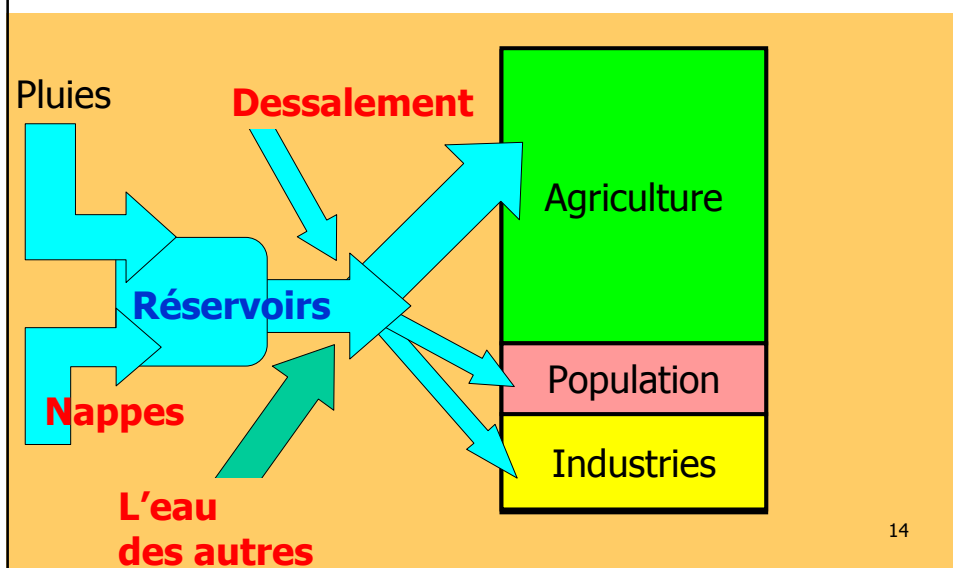 Pluies
Dessalement
Agriculture
Réservoirs
Population
Nappes
Industries
L’eau
des autres
14